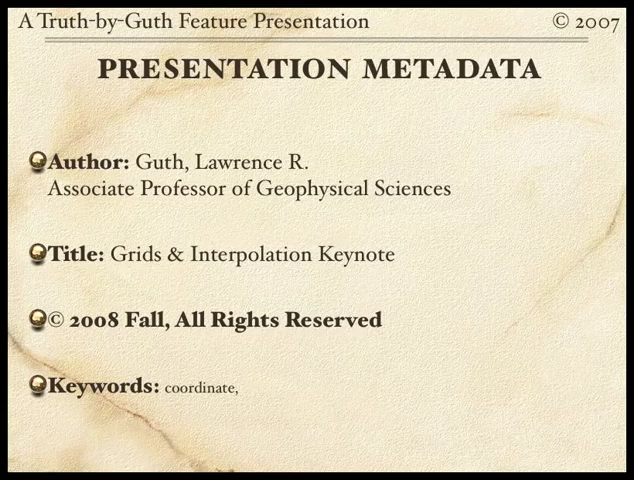 A Truth-by-Guth Feature Presentation © 2007
PRESENTATION METADATA
Author: Guth, Lawrence R.
Associate Professor of Geophysical Sciences
Title: Grids & Interpolation Keynote
© 2008 Fall, All Rights Reserved
Keywords: coordinate,